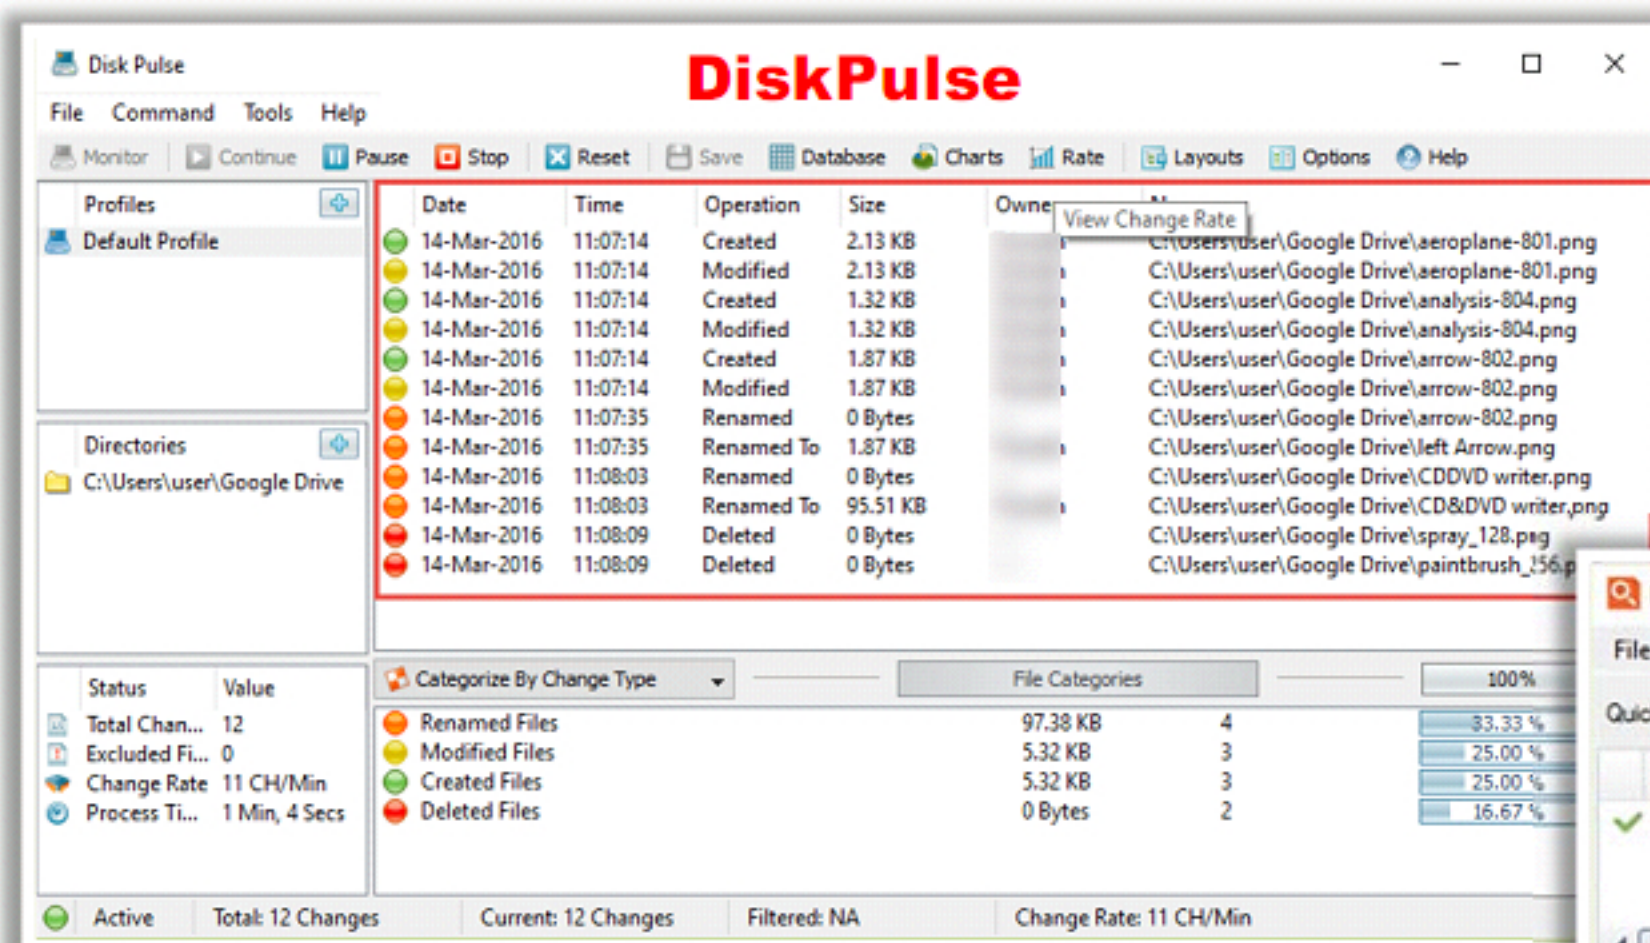 Disk Pulse
DiskPulse
File Command Tools Help
Monitor Continue Pause Stop Reset Save Database Charts Rate Layouts Options Help
Profiles
Default Profile
Directories
C:\Users\user\Google Drive
Date Time Operation Size Owne
View Change Rate
14-Mar-2016 11:07:14 Created 2.13 KB C:\Users\user\Google Drive\aeroplane-801.png
14-Mar-2016 11:07:14 Modified 2.13 KB C:\Users\user\Google Drive\aeroplane-801.png
14-Mar-2016 11:07:14 Created 1.32 KB C:\Users\user\Google Drive\analysis-804.png
14-Mar-2016 11:07:14 Modified 1.32 KB C:\Users\user\Google Drive\analysis-804.png
14-Mar-2016 11:07:14 Created 1.87 KB C:\Users\user\Google Drive\arrow-802.png
14-Mar-2016 11:07:14 Modified 1.87 KB C:\Users\user\Google Drive\arrow-802.png
14-Mar-2016 11:07:35 Renamed 0 Bytes C:\Users\user\Google Drive\arrow-802.png
14-Mar-2016 11:07:35 Renamed To 1.87 KB C:\Users\user\Google Drive\left Arrow.png
14-Mar-2016 11:08:03 Renamed 0 Bytes C:\Users\user\Google Drive\CDDVD writer.png
14-Mar-2016 11:08:03 Renamed To 95.51 KB C:\Users\user\Google Drive\CD&DVD writer.png
14-Mar-2016 11:08:09 Deleted 0 Bytes C:\Users\user\Google Drive\spray_128.png
14-Mar-2016 11:08:09 Deleted 0 Bytes C:\Users\user\Google Drive\paintbrush_256.p
Status Value
Total Chan... 12
Excluded Fi... 0
Change Rate 11 CH/Min
Process Ti... 1 Min, 4 Secs
Categorize By Change Type File Categories 100%
Renamed Files 97.38 KB 4 33.33 %
Modified Files 5.32 KB 3 25.00 %
Created Files 5.32 KB 3 25.00 %
Deleted Files 0 Bytes 2 16.67 %
Active Total: 12 Changes Current: 12 Changes Filtered: NA Change Rate: 11 CH/Min
File
Quic